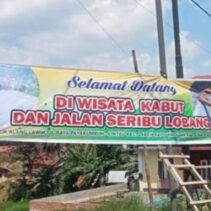 Selamat Datang
DI WISATA KABUT
DAN JALAN SERIBU LOBANG